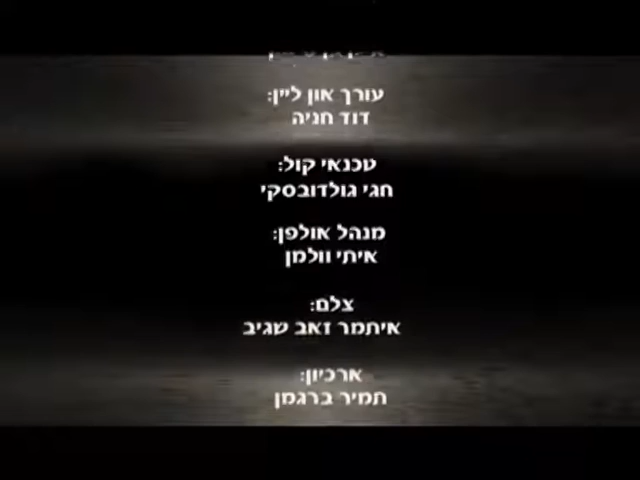 עורך און ליין:
דוד חניה
טכנאי קול:
חגי גולדובסקי
מנהל אולפן:
איתי וולמן
צלם:
איתמר זאב שגיב
ארכיון:
תמיר ברגמן